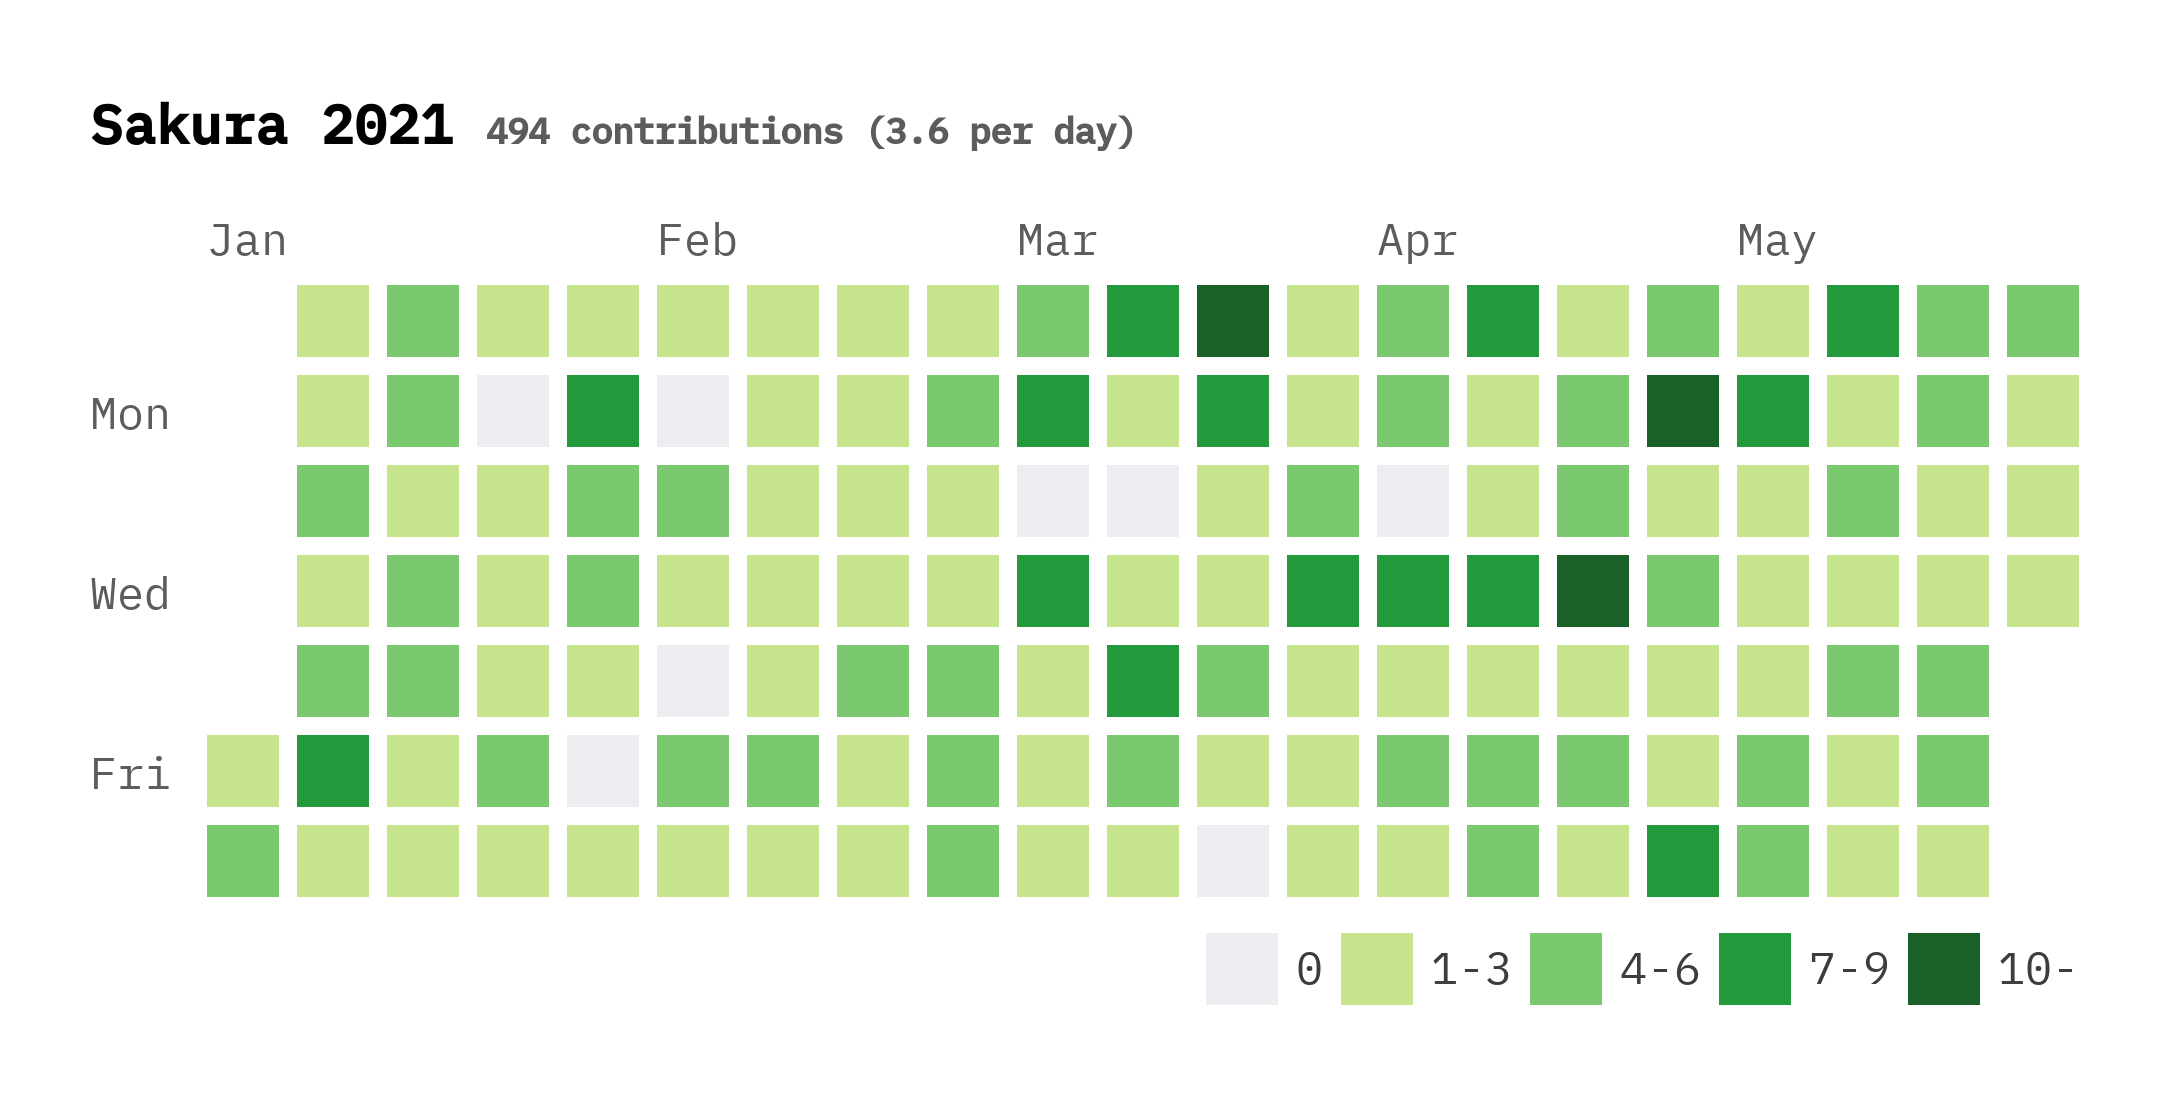 Sakura 2021 494 contributions (3.6 per day)
Jan Feb Mar Apr May
Mon
Wed
Fri
0 1-3 4-6 7-9 10-